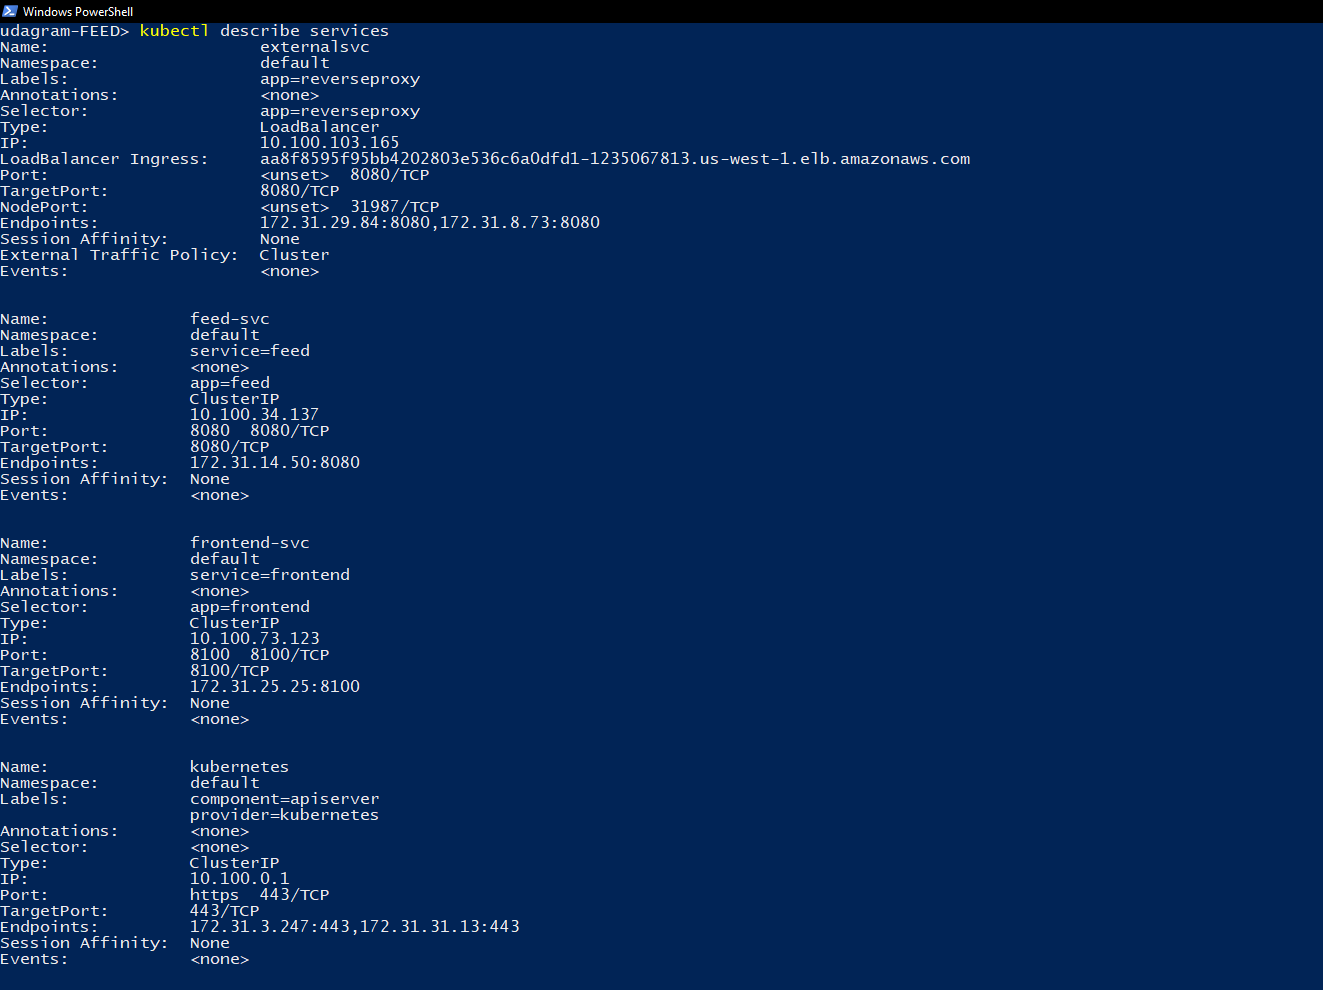 Windows PowerShell
udagram-FEED> kubectl describe services
Name:                     externalsvc
Namespace:                default
Labels:                   app=reverseproxy
Annotations:              <none>
Selector:                 app=reverseproxy
Type:                     LoadBalancer
IP:                       10.100.103.165
LoadBalancer Ingress:     aa8f8595f95bb4202803e536c6a0dfd1-1235067813.us-west-1.elb.amazonaws.com
Port:                     <unset>  8080/TCP
TargetPort:               8080/TCP
NodePort:                 <unset>  31987/TCP
Endpoints:                172.31.29.84:8080,172.31.8.73:8080
Session Affinity:         None
External Traffic Policy:  Cluster
Events:                   <none>

Name:              feed-svc
Namespace:         default
Labels:            service=feed
Annotations:       <none>
Selector:          app=feed
Type:              ClusterIP
IP:                10.100.34.137
Port:              8080  8080/TCP
TargetPort:        8080/TCP
Endpoints:         172.31.14.50:8080
Session Affinity:  None
Events:            <none>

Name:              frontend-svc
Namespace:         default
Labels:            service=frontend
Annotations:       <none>
Selector:          app=frontend
Type:              ClusterIP
IP:                10.100.73.123
Port:              8100  8100/TCP
TargetPort:        8100/TCP
Endpoints:         172.31.25.25:8100
Session Affinity:  None
Events:            <none>

Name:              kubernetes
Namespace:         default
Labels:            component=apiserver
                   provider=kubernetes
Annotations:       <none>
Selector:          <none>
Type:              ClusterIP
IP:                10.100.0.1
Port:              https  443/TCP
TargetPort:        443/TCP
Endpoints:         172.31.3.247:443,172.31.31.13:443
Session Affinity:  None
Events:            <none>